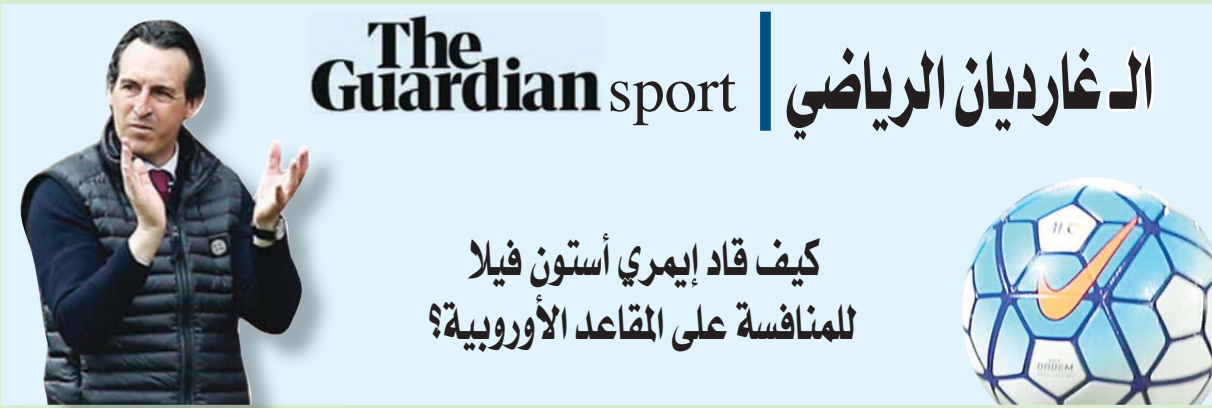 الـ غارديان الرياضي
The
Guardian sport
كيف قاد إيمري أستون فيلا
للمنافسة على المقاعد الأوروبية؟